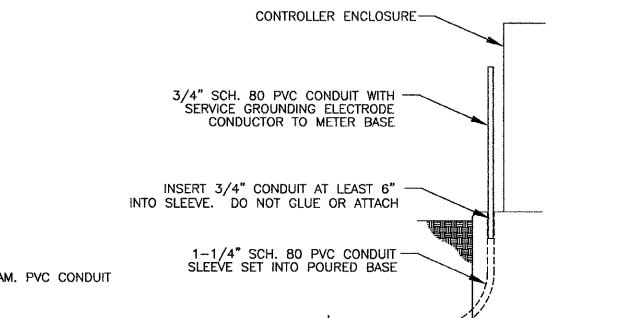 CONTROLLER ENCLOSURE
3/4" SCH. 80 PVC CONDUIT WITH
SERVICE GROUNDING ELECTRODE
CONDUCTOR TO METER BASE
INSERT 3/4" CONDUIT AT LEAST 6"
INTO SLEEVE. DO NOT GLUE OR ATTACH
1-1/4" SCH. 80 PVC CONDUIT
SLEEVE SET INTO POURED BASE
AM. PVC CONDUIT